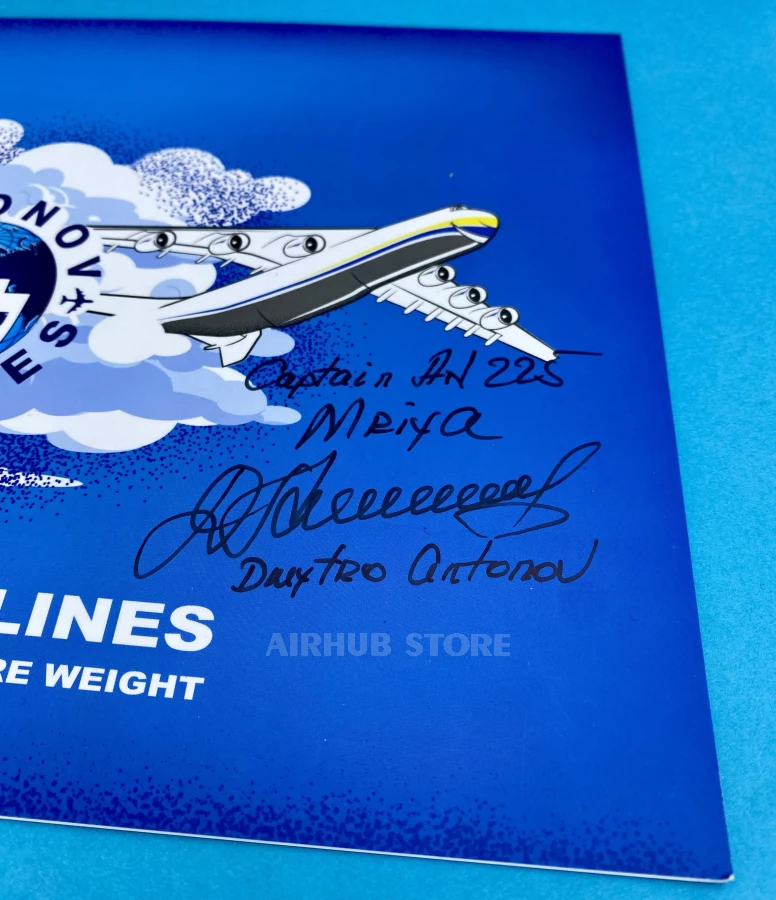 ONOV
ES
Captain AN 225
Mriya
Dmytro Antonov
LINES
RE WEIGHT
AIRHUB STORE